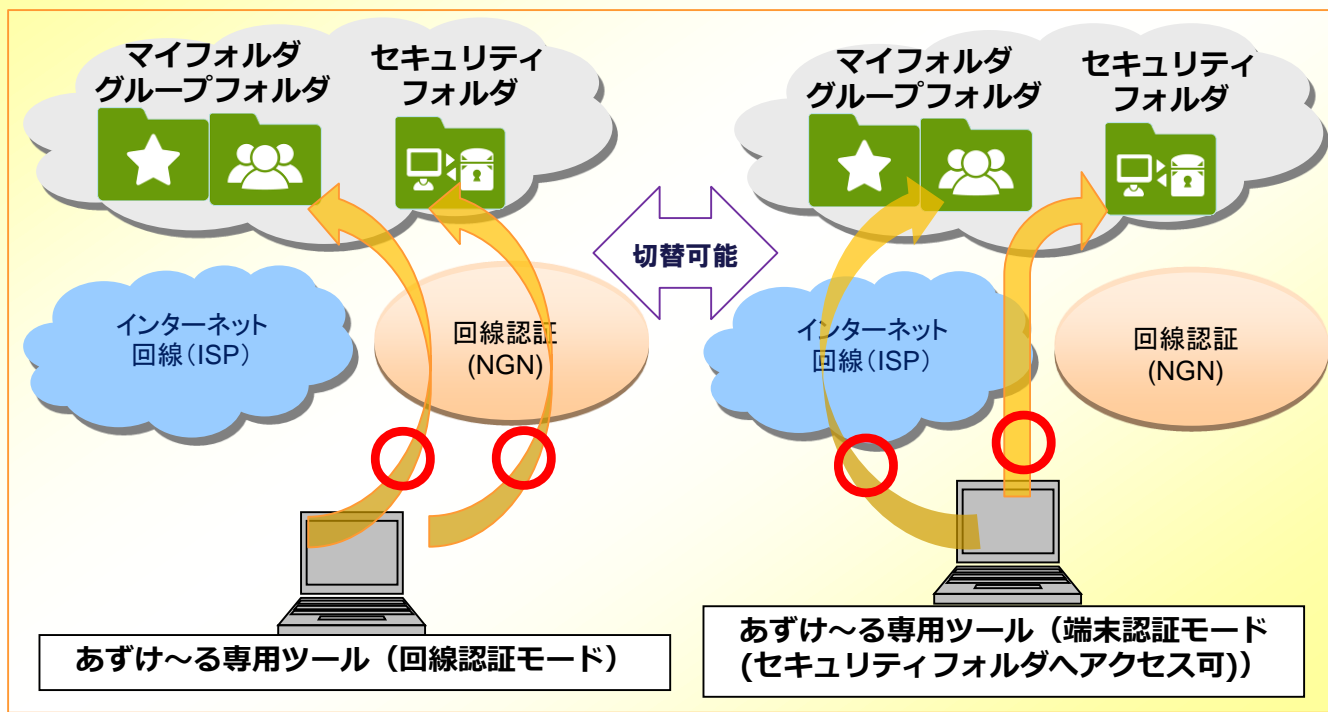 マイフォルダ
グループフォルダ
セキュリティ
フォルダ
インターネット
回線（ISP）
回線認証
(NGN)
あずけ～る専用ツール（回線認証モード）
切替可能
マイフォルダ
グループフォルダ
セキュリティ
フォルダ
インターネット
回線（ISP）
回線認証
(NGN)
あずけ～る専用ツール（端末認証モード
(セキュリティフォルダへアクセス可)）